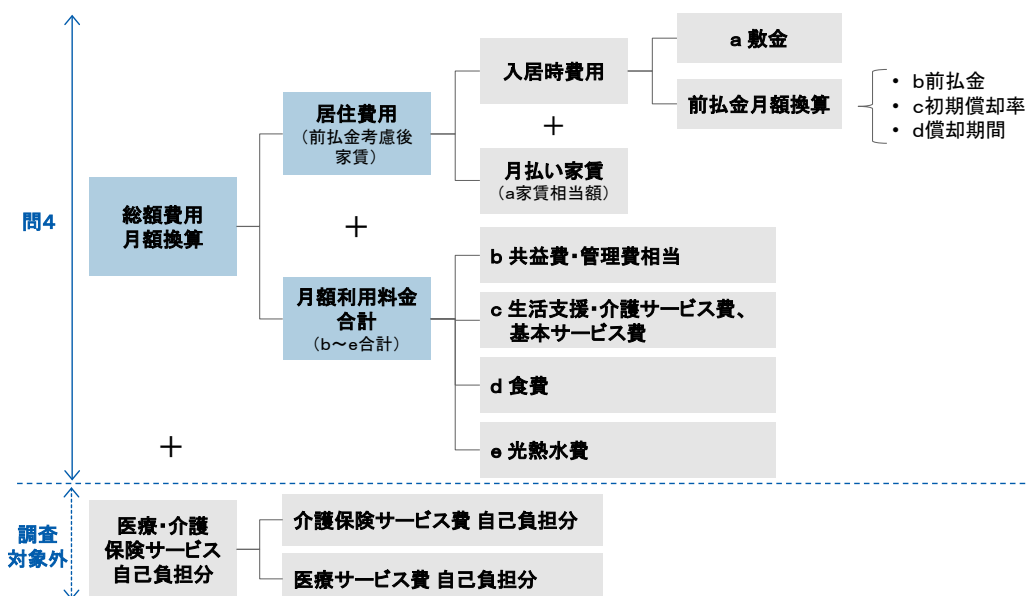 問4
総額費用
月額換算
居住費用
（前払金考慮後
家賃）
入居時費用
a 敷金
前払金月額換算
• b前払金
• c初期償却率
• d償却期間
＋
月払い家賃
（a家賃相当額）
＋
月額利用料金
合計
（b～e合計）
b 共益費・管理費相当
c 生活支援・介護サービス費、
基本サービス費
d 食費
e 光熱水費
＋
調査
対象外
医療・介護
保険サービス
自己負担分
介護保険サービス費 自己負担分
医療サービス費 自己負担分